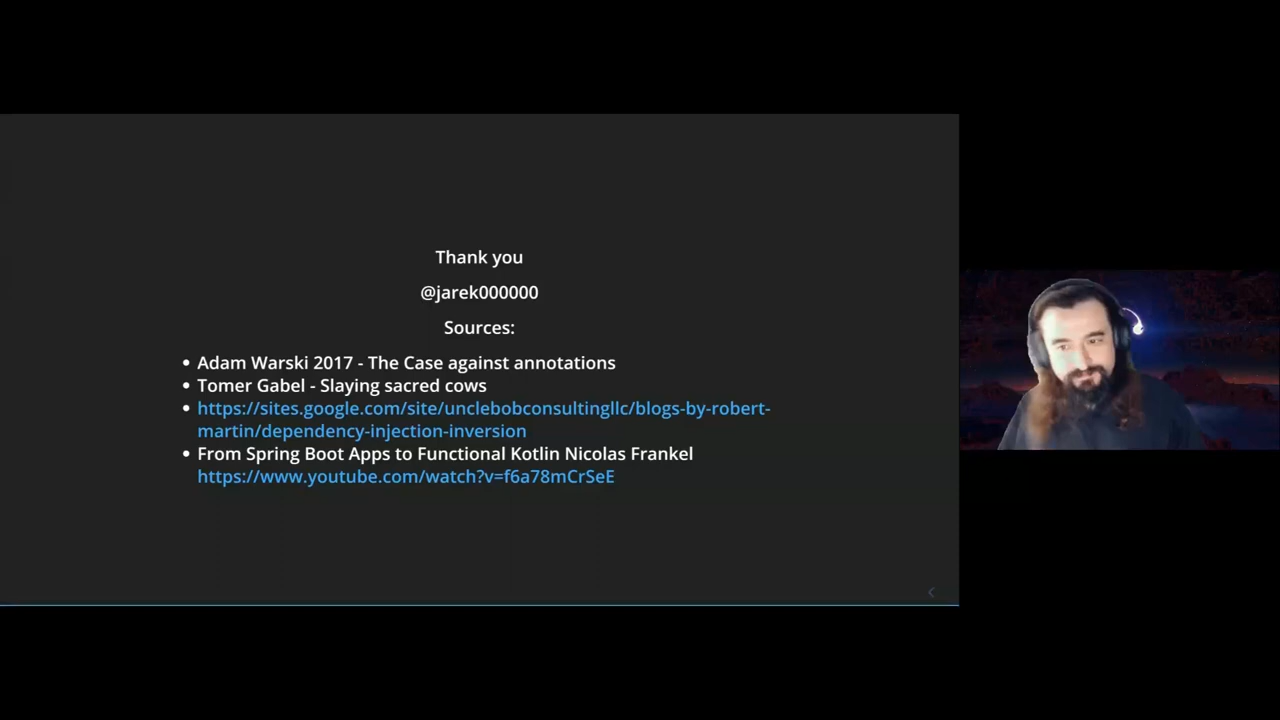 Thank you
@jarek000000
Sources:
Adam Warski 2017 - The Case against annotations
Tomer Gabel - Slaying sacred cows
https://sites.google.com/site/unclebobconsultingllc/blogs-by-robert-
martin/dependency-injection-inversion
From Spring Boot Apps to Functional Kotlin Nicolas Frankel
https://www.youtube.com/watch?v=f6a78mCrSeE